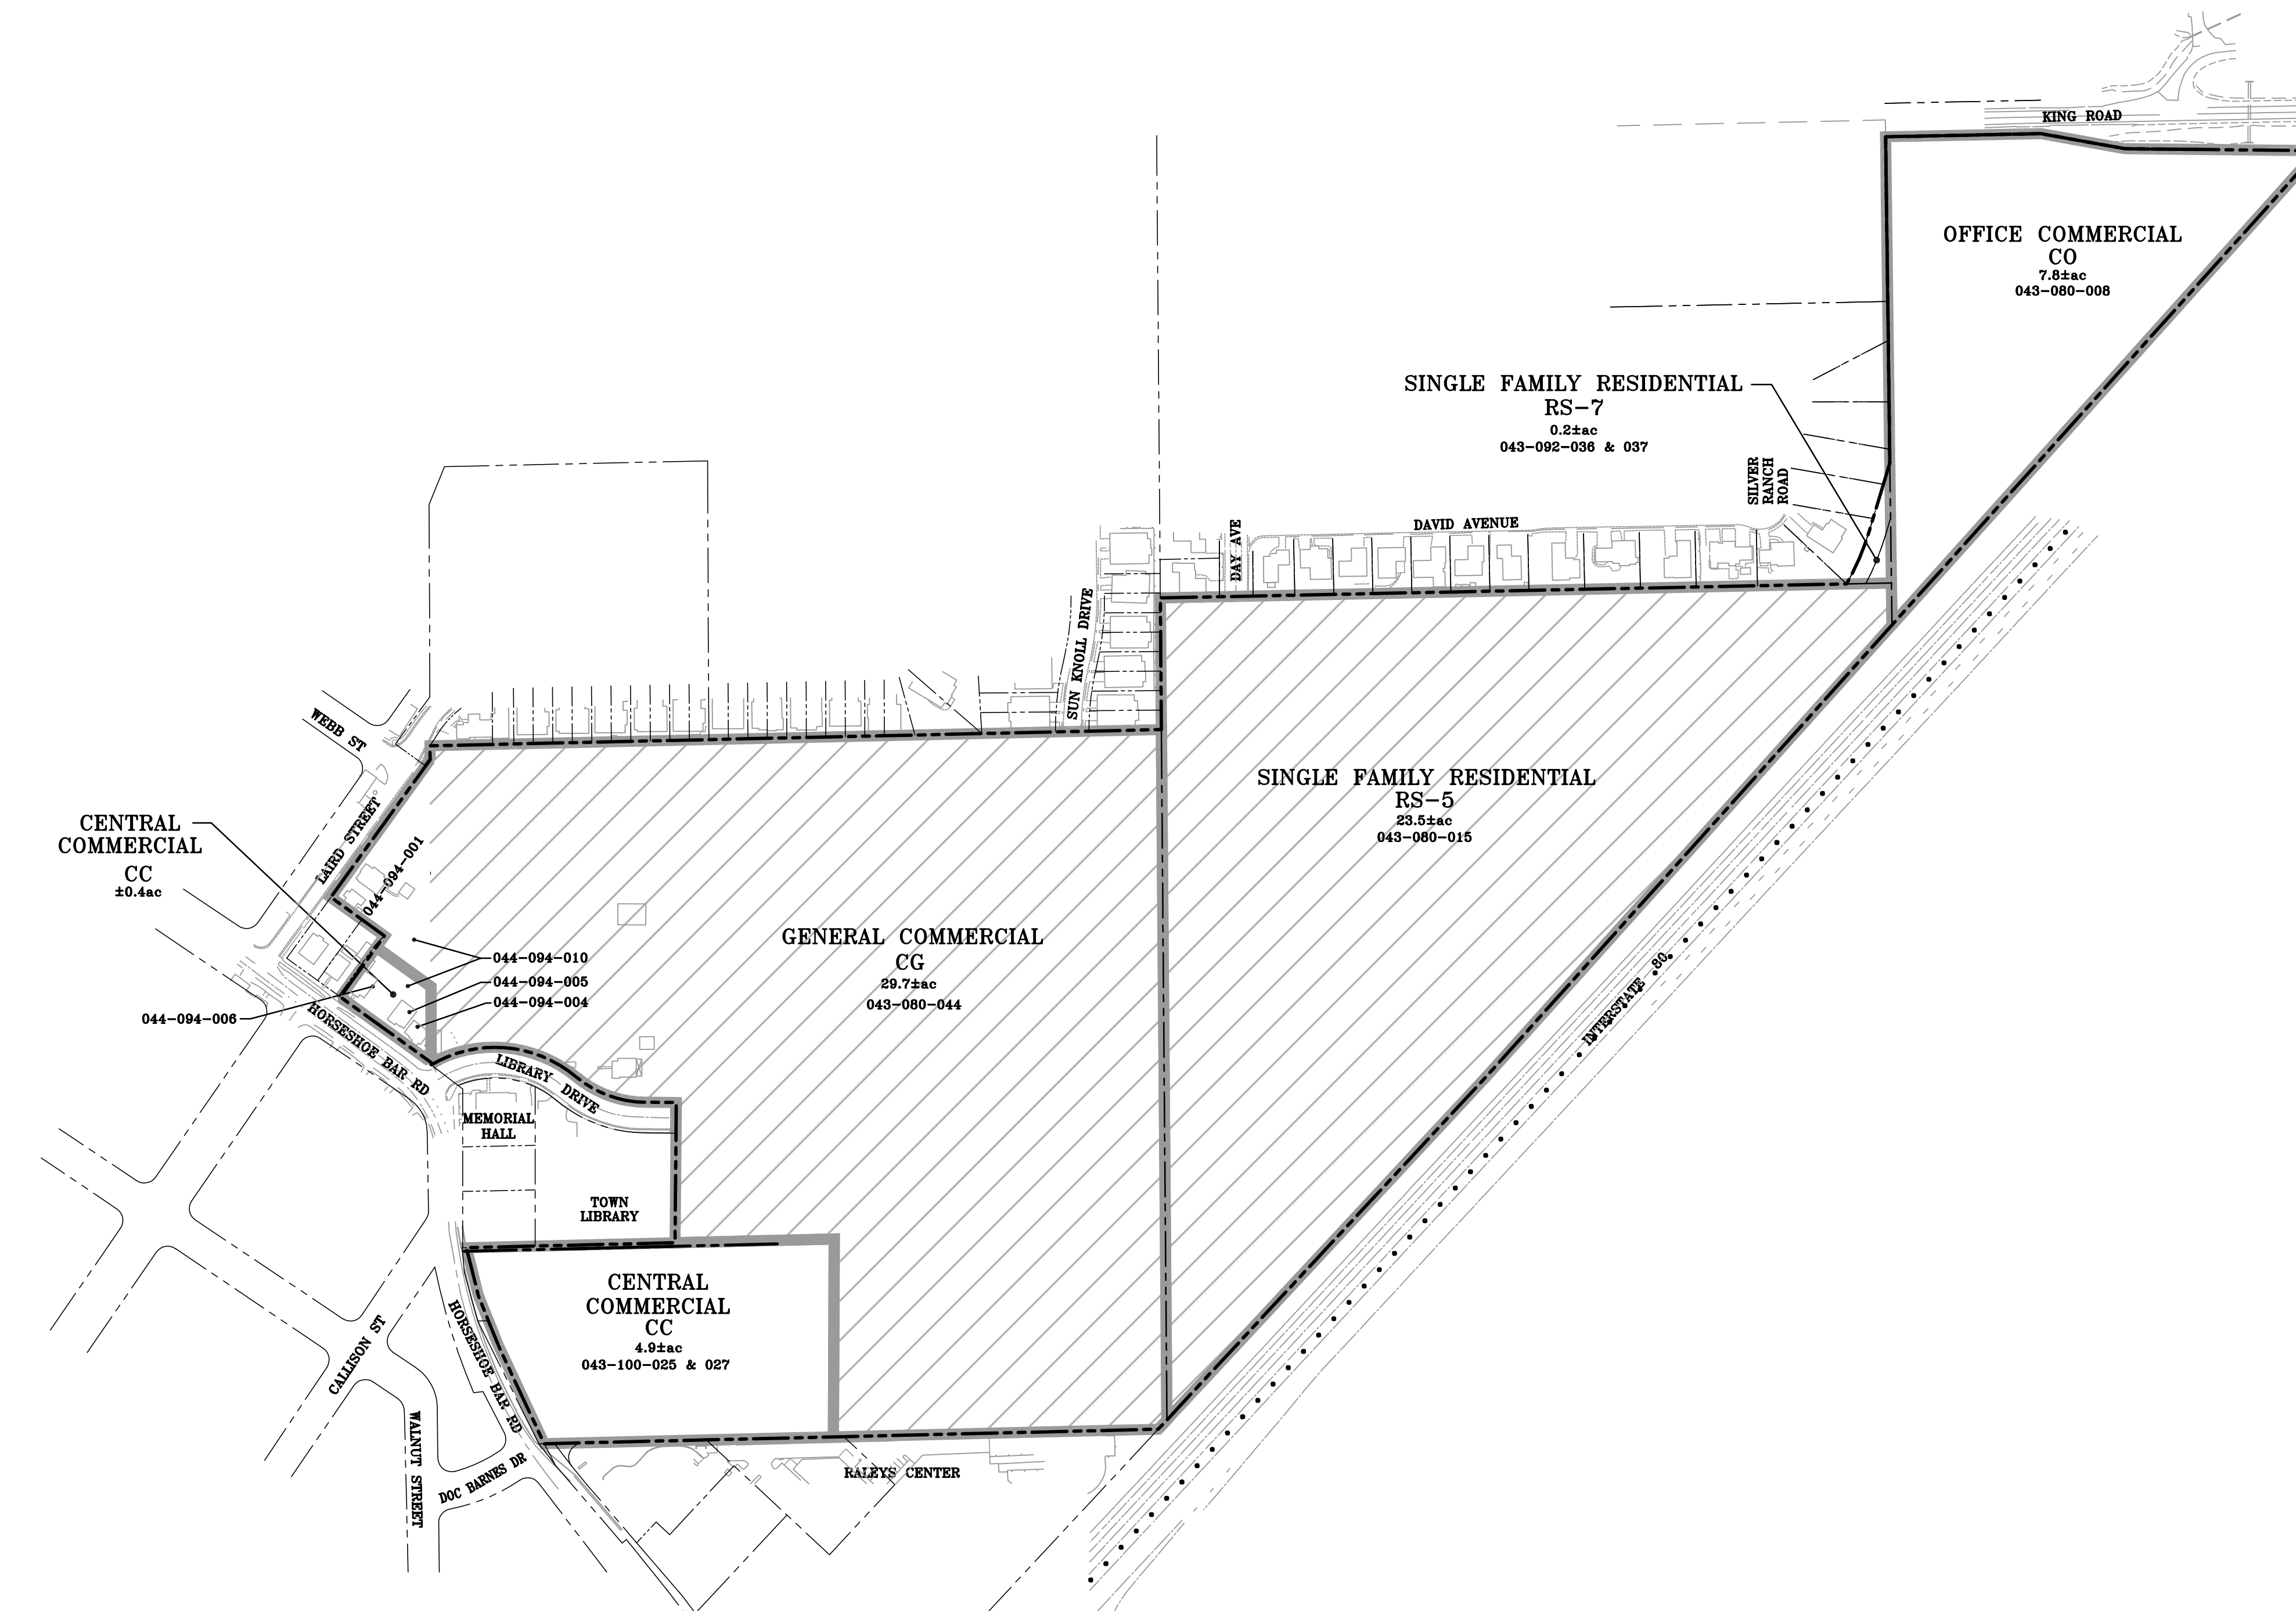 KING ROAD
OFFICE COMMERCIAL
CO
7.8±ac
043-080-008
SINGLE FAMILY RESIDENTIAL
RS-7
0.2±ac
043-092-036 & 037
SILVER
RANCH
ROAD
DAVID AVENUE
DAY AVE
SUN KNOLL DRIVE
WEBB ST
LAIRD STREET
044-094-001
CENTRAL
COMMERCIAL
CC
±0.4ac
SINGLE FAMILY RESIDENTIAL
RS-5
23.5±ac
043-080-015
GENERAL COMMERCIAL
CG
29.7±ac
043-080-044
044-094-010
044-094-005
044-094-004
044-094-006
HORSESHOE BAR RD
LIBRARY DRIVE
INTERSTATE 80
MEMORIAL
HALL
TOWN
LIBRARY
CENTRAL
COMMERCIAL
CC
4.9±ac
043-100-025 & 027
HORSESHOE BAR RD
CALLISON ST
WALNUT STREET
DOC BARNES DR
RALEYS CENTER